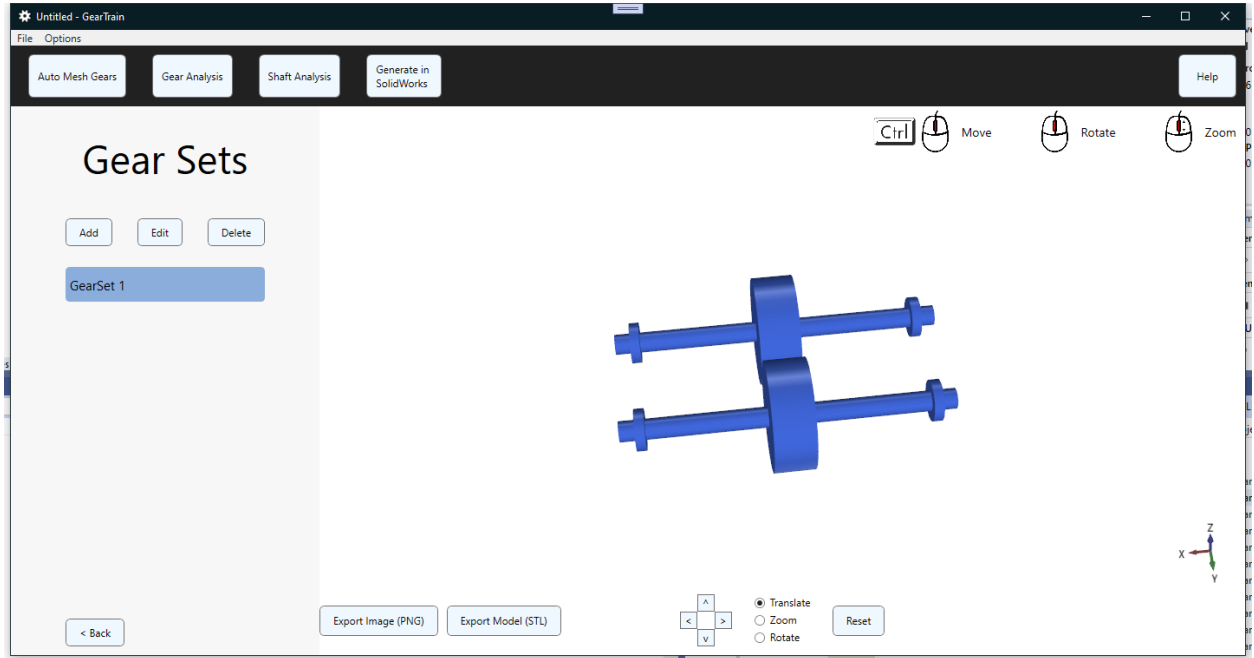 Untitled - GearTrain
File Options
Auto Mesh Gears
Gear Analysis
Shaft Analysis
Generate in
SolidWorks
Help
Ctrl
Move
Rotate
Zoom
Gear Sets
Add
Edit
Delete
GearSet 1
Z
X
Y
< Back
Export Image (PNG)
Export Model (STL)
^
<
>
v
Translate
Zoom
Rotate
Reset